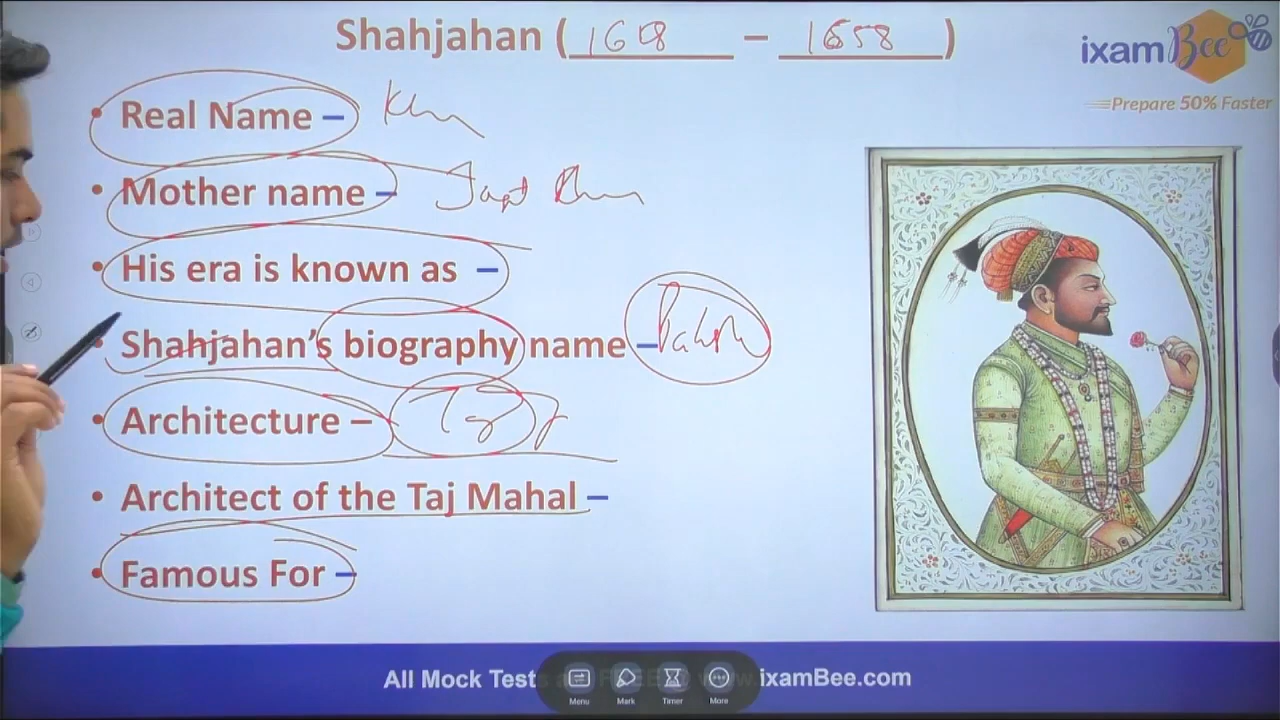 Shahjahan (1628 – 1658)
ixamBee
Prepare 50% Faster
• Real Name –
• Mother name –
• His era is known as –
• Shahjahan's biography name –
• Architecture –
• Architect of the Taj Mahal –
• Famous For –
All Mock Tests ixamBee.com
Menu Mark Timer More